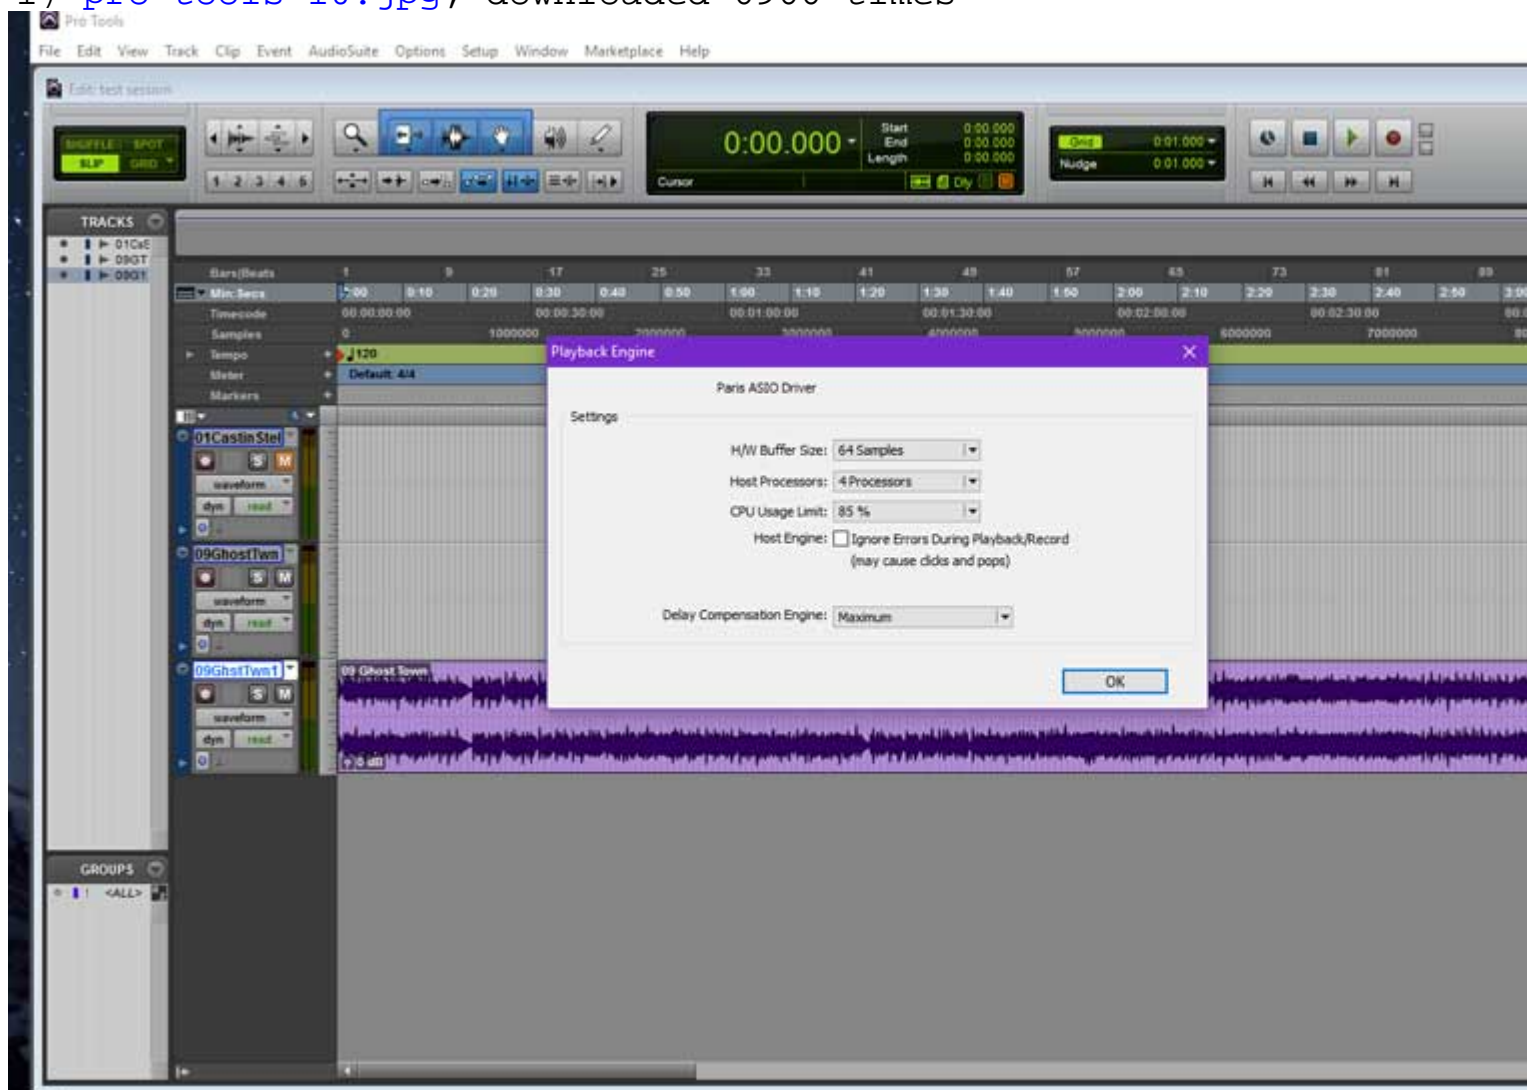 1) pro tools 10.jpg, downloaded 6966 times
Pro Tools
File Edit View Track Clip Event AudioSuite Options Setup Window Marketplace Help
Edit: test session
SHUFFLE SPOT
SLIP GRID
1 2 3 4 5
0:00.000
Start 0:00.000
End 0:00.000
Length 0:00.000
Cursor
Dly
Grid 0:01.000
Nudge 0:01.000
TRACKS
01CsS
09GT
09GT
Bars|Beats 1 9 17 25 33 41 49 57 65 73 81 89
Min:Secs 0:00 0:10 0:20 0:30 0:40 0:50 1:00 1:10 1:20 1:30 1:40 1:50 2:00 2:10 2:20 2:30 2:40 2:50 3:00
Timecode 00:00:00:00 00:00:30:00 00:01:00:00 00:01:30:00 00:02:00:00 00:02:30:00
Samples 0 1000000 2000000 3000000 4000000 5000000 6000000 7000000
Tempo 120
Meter Default: 4/4
Markers
Playback Engine
Paris ASIO Driver
Settings
H/W Buffer Size: 64 Samples
Host Processors: 4 Processors
CPU Usage Limit: 85 %
Host Engine: Ignore Errors During Playback/Record
(may cause clicks and pops)
Delay Compensation Engine: Maximum
OK
01CastinStel
S M
waveform
dyn read
09GhostTwn
S M
waveform
dyn read
09GhstTwn1
S M
waveform
dyn read
09 Ghost Town
0 dB
GROUPS
! <ALL>